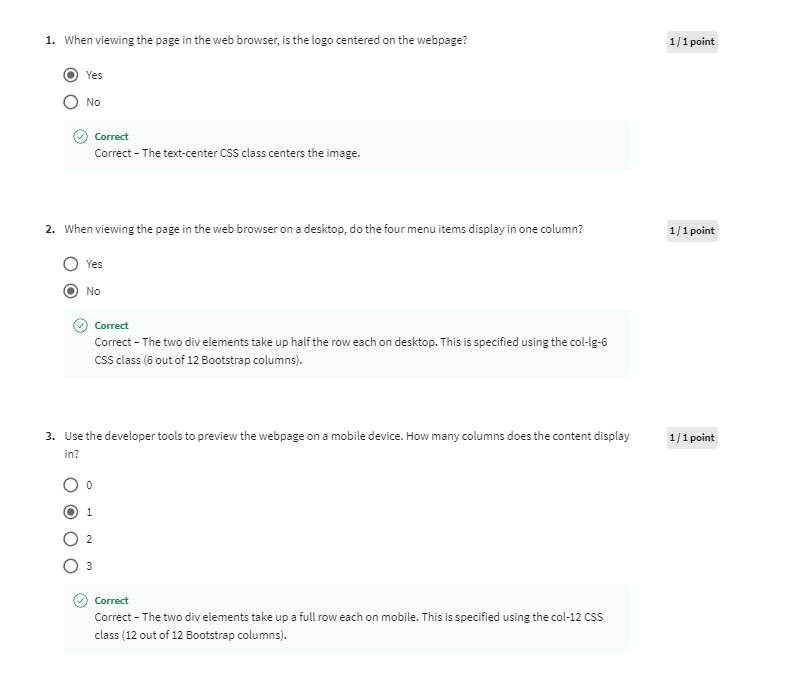 1. When viewing the page in the web browser, is the logo centered on the webpage?
1 / 1 point
Yes
No
Correct
Correct – The text-center CSS class centers the image.
2. When viewing the page in the web browser on a desktop, do the four menu items display in one column?
1 / 1 point
Yes
No
Correct
Correct – The two div elements take up half the row each on desktop. This is specified using the col-lg-6
CSS class (6 out of 12 Bootstrap columns).
3. Use the developer tools to preview the webpage on a mobile device. How many columns does the content display
in?
1 / 1 point
0
1
2
3
Correct
Correct – The two div elements take up a full row each on mobile. This is specified using the col-12 CSS
class (12 out of 12 Bootstrap columns).